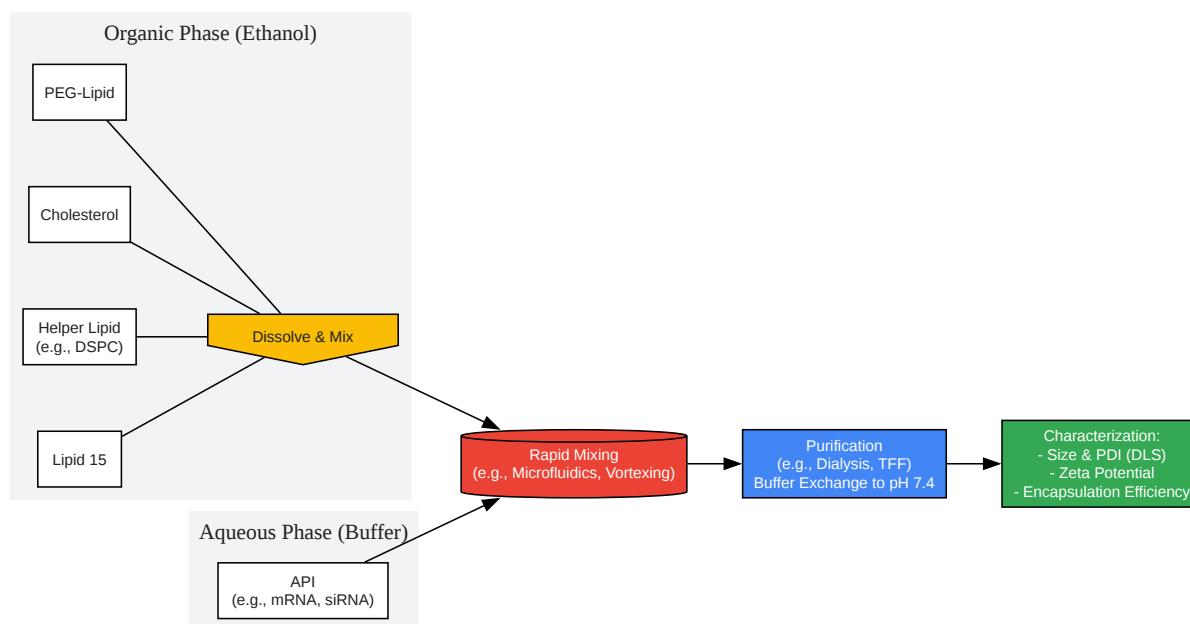 Organic Phase (Ethanol)
PEG-Lipid
Cholesterol
Helper Lipid
(e.g., DSPC)
Dissolve & Mix
Lipid 15
Rapid Mixing
(e.g., Microfluidics, Vortexing)
Purification
(e.g., Dialysis, TFF)
Buffer Exchange to pH 7.4
Characterization:
- Size & PDI (DLS)
- Zeta Potential
- Encapsulation Efficiency
Aqueous Phase (Buffer)
API
(e.g., mRNA, siRNA)